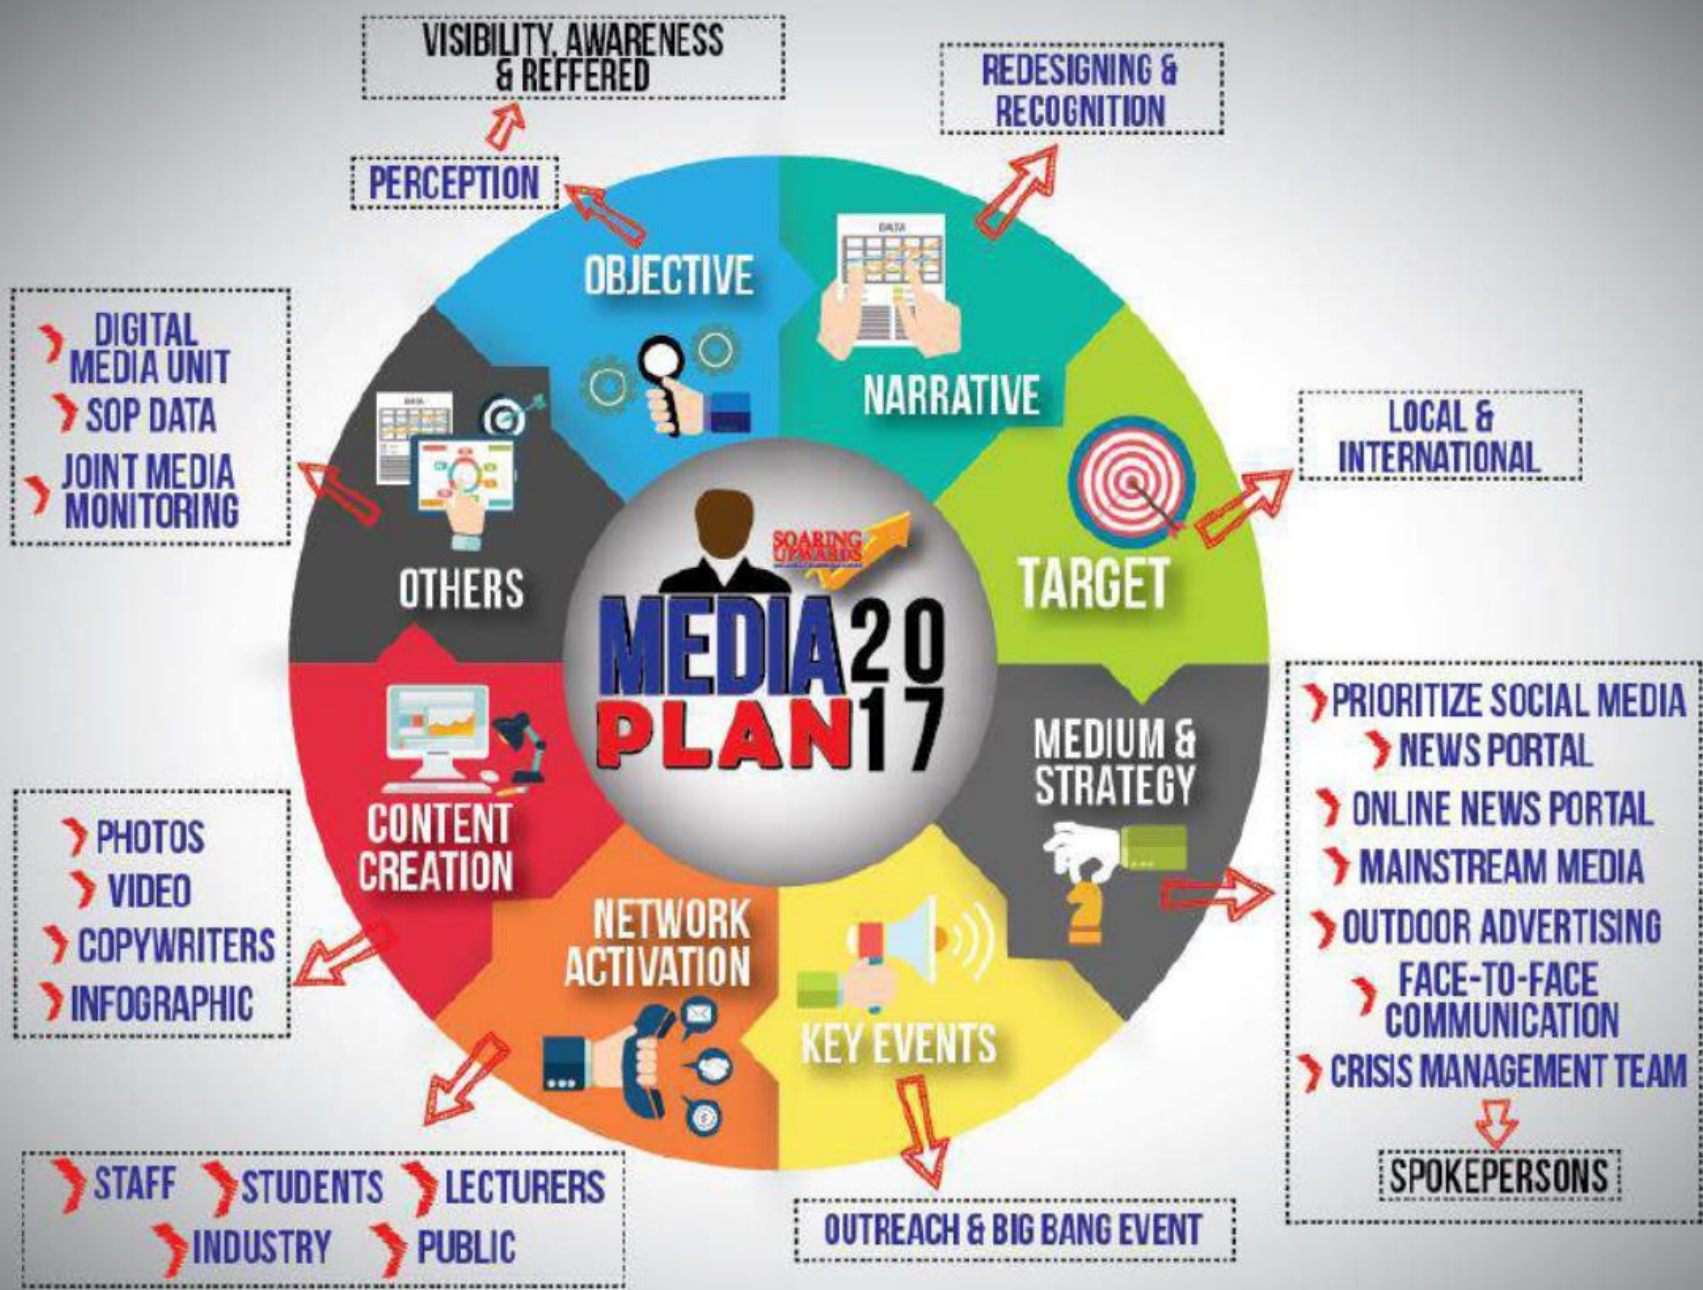 VISIBILITY, AWARENESS
& REFFERED
PERCEPTION
REDESIGNING &
RECOGNITION
OBJECTIVE
DATA
NARRATIVE
DIGITAL
MEDIA UNIT
SOP DATA
JOINT MEDIA
MONITORING
DATA
OTHERS
TARGET
LOCAL &
INTERNATIONAL
SOARING
UPWARDS
MEDIA 20
PLAN 17
MEDIUM &
STRATEGY
PRIORITIZE SOCIAL MEDIA
NEWS PORTAL
ONLINE NEWS PORTAL
MAINSTREAM MEDIA
OUTDOOR ADVERTISING
FACE-TO-FACE
COMMUNICATION
CRISIS MANAGEMENT TEAM
SPOKEPERSONS
CONTENT
CREATION
PHOTOS
VIDEO
COPYWRITERS
INFOGRAPHIC
NETWORK
ACTIVATION
KEY EVENTS
STAFF STUDENTS LECTURERS
INDUSTRY PUBLIC
OUTREACH & BIG BANG EVENT